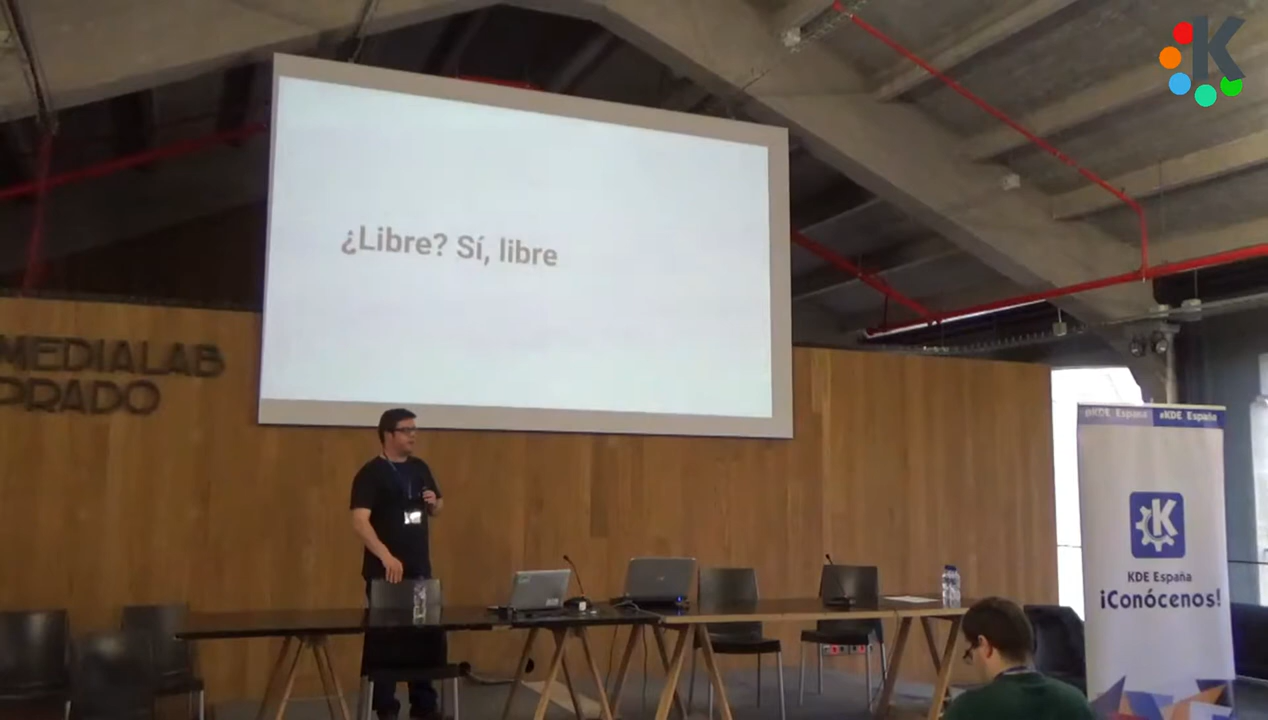 ¿Libre? Sí, libre
MEDIALAB
PRADO
#KDE España #KDE España
K
KDE España
¡Conócenos!
K